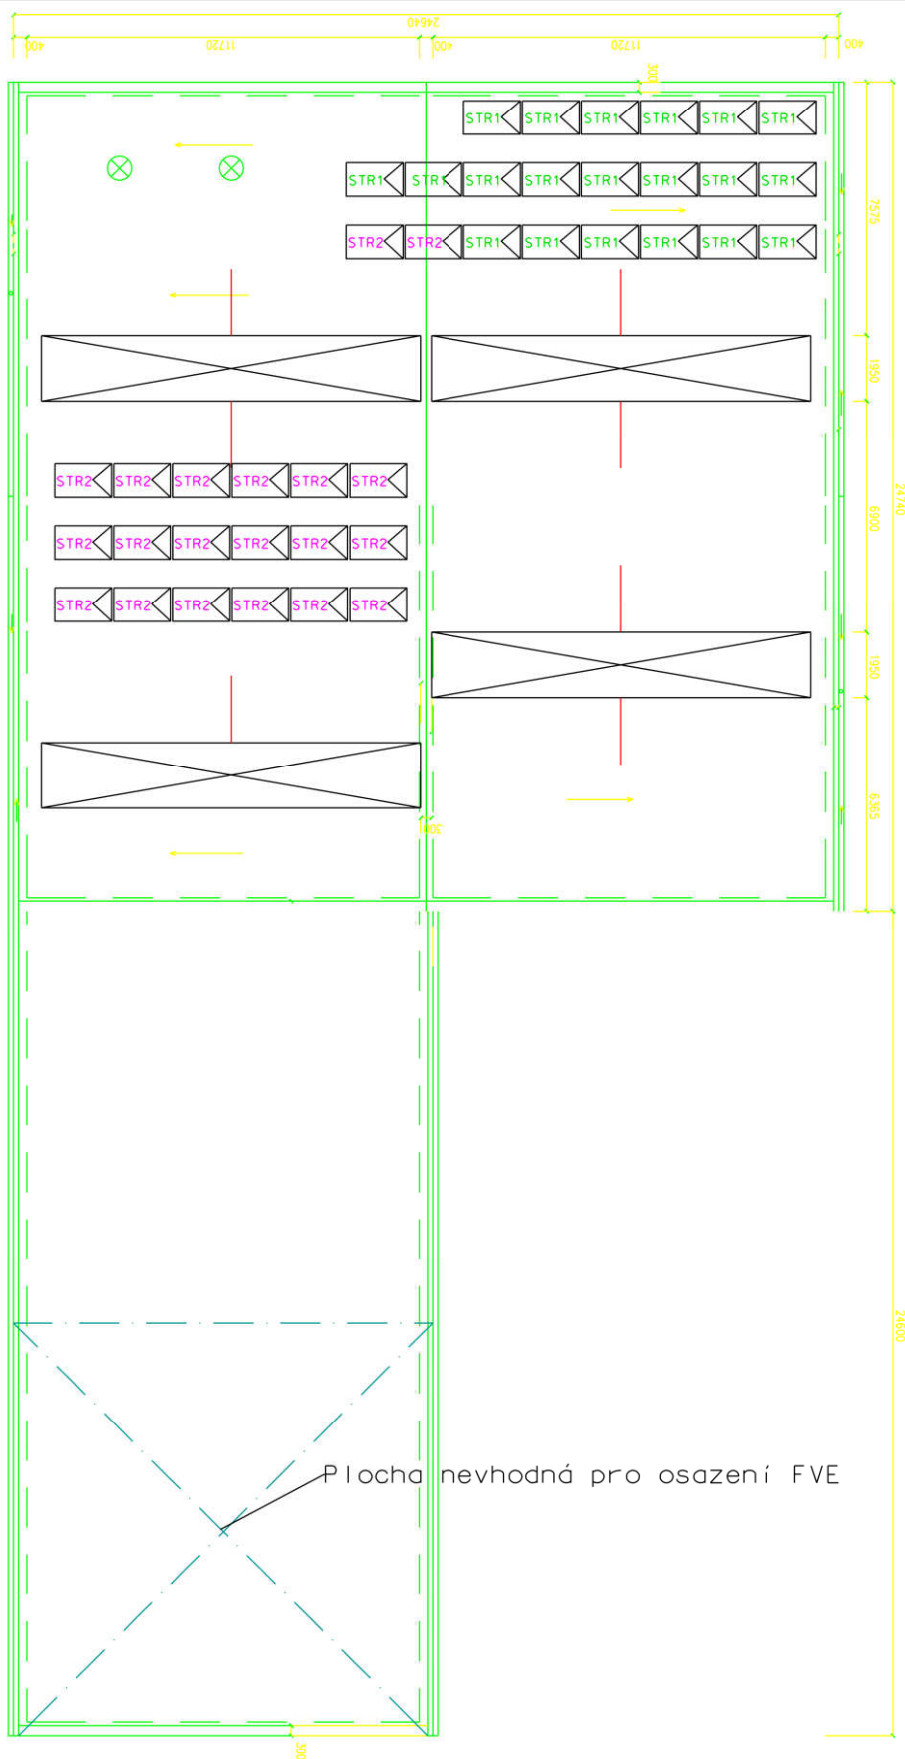 24640
400 11720 400 11720 400
300
STR1 STR1 STR1 STR1 STR1 STR1
STR1 STR1 STR1 STR1 STR1 STR1 STR1 STR1
7575
STR2 STR2 STR1 STR1 STR1 STR1 STR1 STR1
1950
STR2 STR2 STR2 STR2 STR2 STR2
24740
6900
STR2 STR2 STR2 STR2 STR2 STR2
STR2 STR2 STR2 STR2 STR2 STR2
1950
6365
300
24600
Plocha nevhodná pro osazení FVE
300